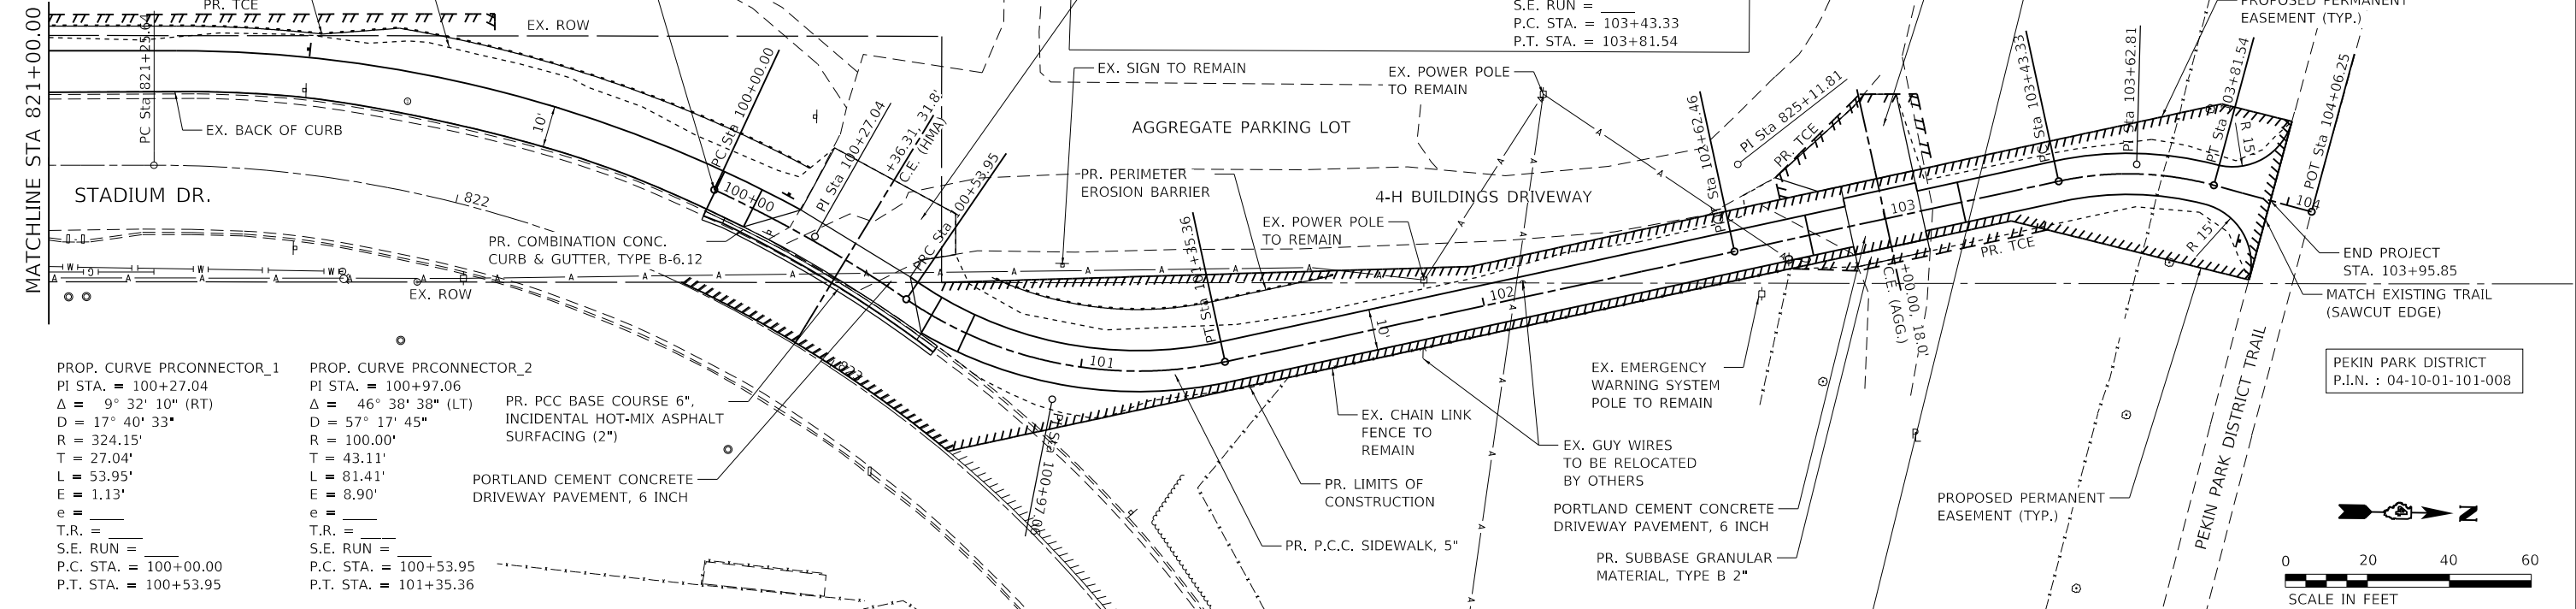 PR. TCE
EX. ROW
MATCHLINE STA 821+00.00
PC Sta 821+25.64
EX. BACK OF CURB
10'
STADIUM DR.
822
EX. ROW
PC Sta 100+00.00
100+00
PI Sta 100+27.04
+36.31, 31.8'
C.E. (HMA)
PRC Sta 100+53.95
S.E. RUN = ____
P.C. STA. = 103+43.33
P.T. STA. = 103+81.54
EX. SIGN TO REMAIN
EX. POWER POLE
TO REMAIN
AGGREGATE PARKING LOT
PR. PERIMETER
EROSION BARRIER
4-H BUILDINGS DRIVEWAY
EX. POWER POLE
TO REMAIN
PR. COMBINATION CONC.
CURB & GUTTER, TYPE B-6.12
PT Sta 101+35.36
101
102
10'
PT Sta 102+62.46
PI Sta 825+11.81
PR. TCE
103
PC Sta 103+43.33
PI Sta 103+62.81
PT Sta 103+81.54
POT Sta 104+06.25
PROPOSED PERMANENT
EASEMENT (TYP.)
R 15'
R 15'
104
PR. TCE
+00.00, 18.0'
C.E. (AGG.)
END PROJECT
STA. 103+95.85
MATCH EXISTING TRAIL
(SAWCUT EDGE)
PEKIN PARK DISTRICT
P.I.N. : 04-10-01-101-008
PEKIN PARK DISTRICT TRAIL
PROP. CURVE PRCONNECTOR_1
PI STA. = 100+27.04
Δ = 9° 32' 10" (RT)
D = 17° 40' 33"
R = 324.15'
T = 27.04'
L = 53.95'
E = 1.13'
e = ____
T.R. = ____
S.E. RUN = ____
P.C. STA. = 100+00.00
P.T. STA. = 100+53.95
PROP. CURVE PRCONNECTOR_2
PI STA. = 100+97.06
Δ = 46° 38' 38" (LT)
D = 57° 17' 45"
R = 100.00'
T = 43.11'
L = 81.41'
E = 8.90'
e = ____
T.R. = ____
S.E. RUN = ____
P.C. STA. = 100+53.95
P.T. STA. = 101+35.36
823
PR. PCC BASE COURSE 6",
INCIDENTAL HOT-MIX ASPHALT
SURFACING (2")
PORTLAND CEMENT CONCRETE
DRIVEWAY PAVEMENT, 6 INCH
PI Sta 100+97.06
EX. CHAIN LINK
FENCE TO
REMAIN
PR. LIMITS OF
CONSTRUCTION
PR. P.C.C. SIDEWALK, 5"
EX. EMERGENCY
WARNING SYSTEM
POLE TO REMAIN
EX. GUY WIRES
TO BE RELOCATED
BY OTHERS
PORTLAND CEMENT CONCRETE
DRIVEWAY PAVEMENT, 6 INCH
PR. SUBBASE GRANULAR
MATERIAL, TYPE B 2"
PROPOSED PERMANENT
EASEMENT (TYP.)
N
0 20 40 60
SCALE IN FEET